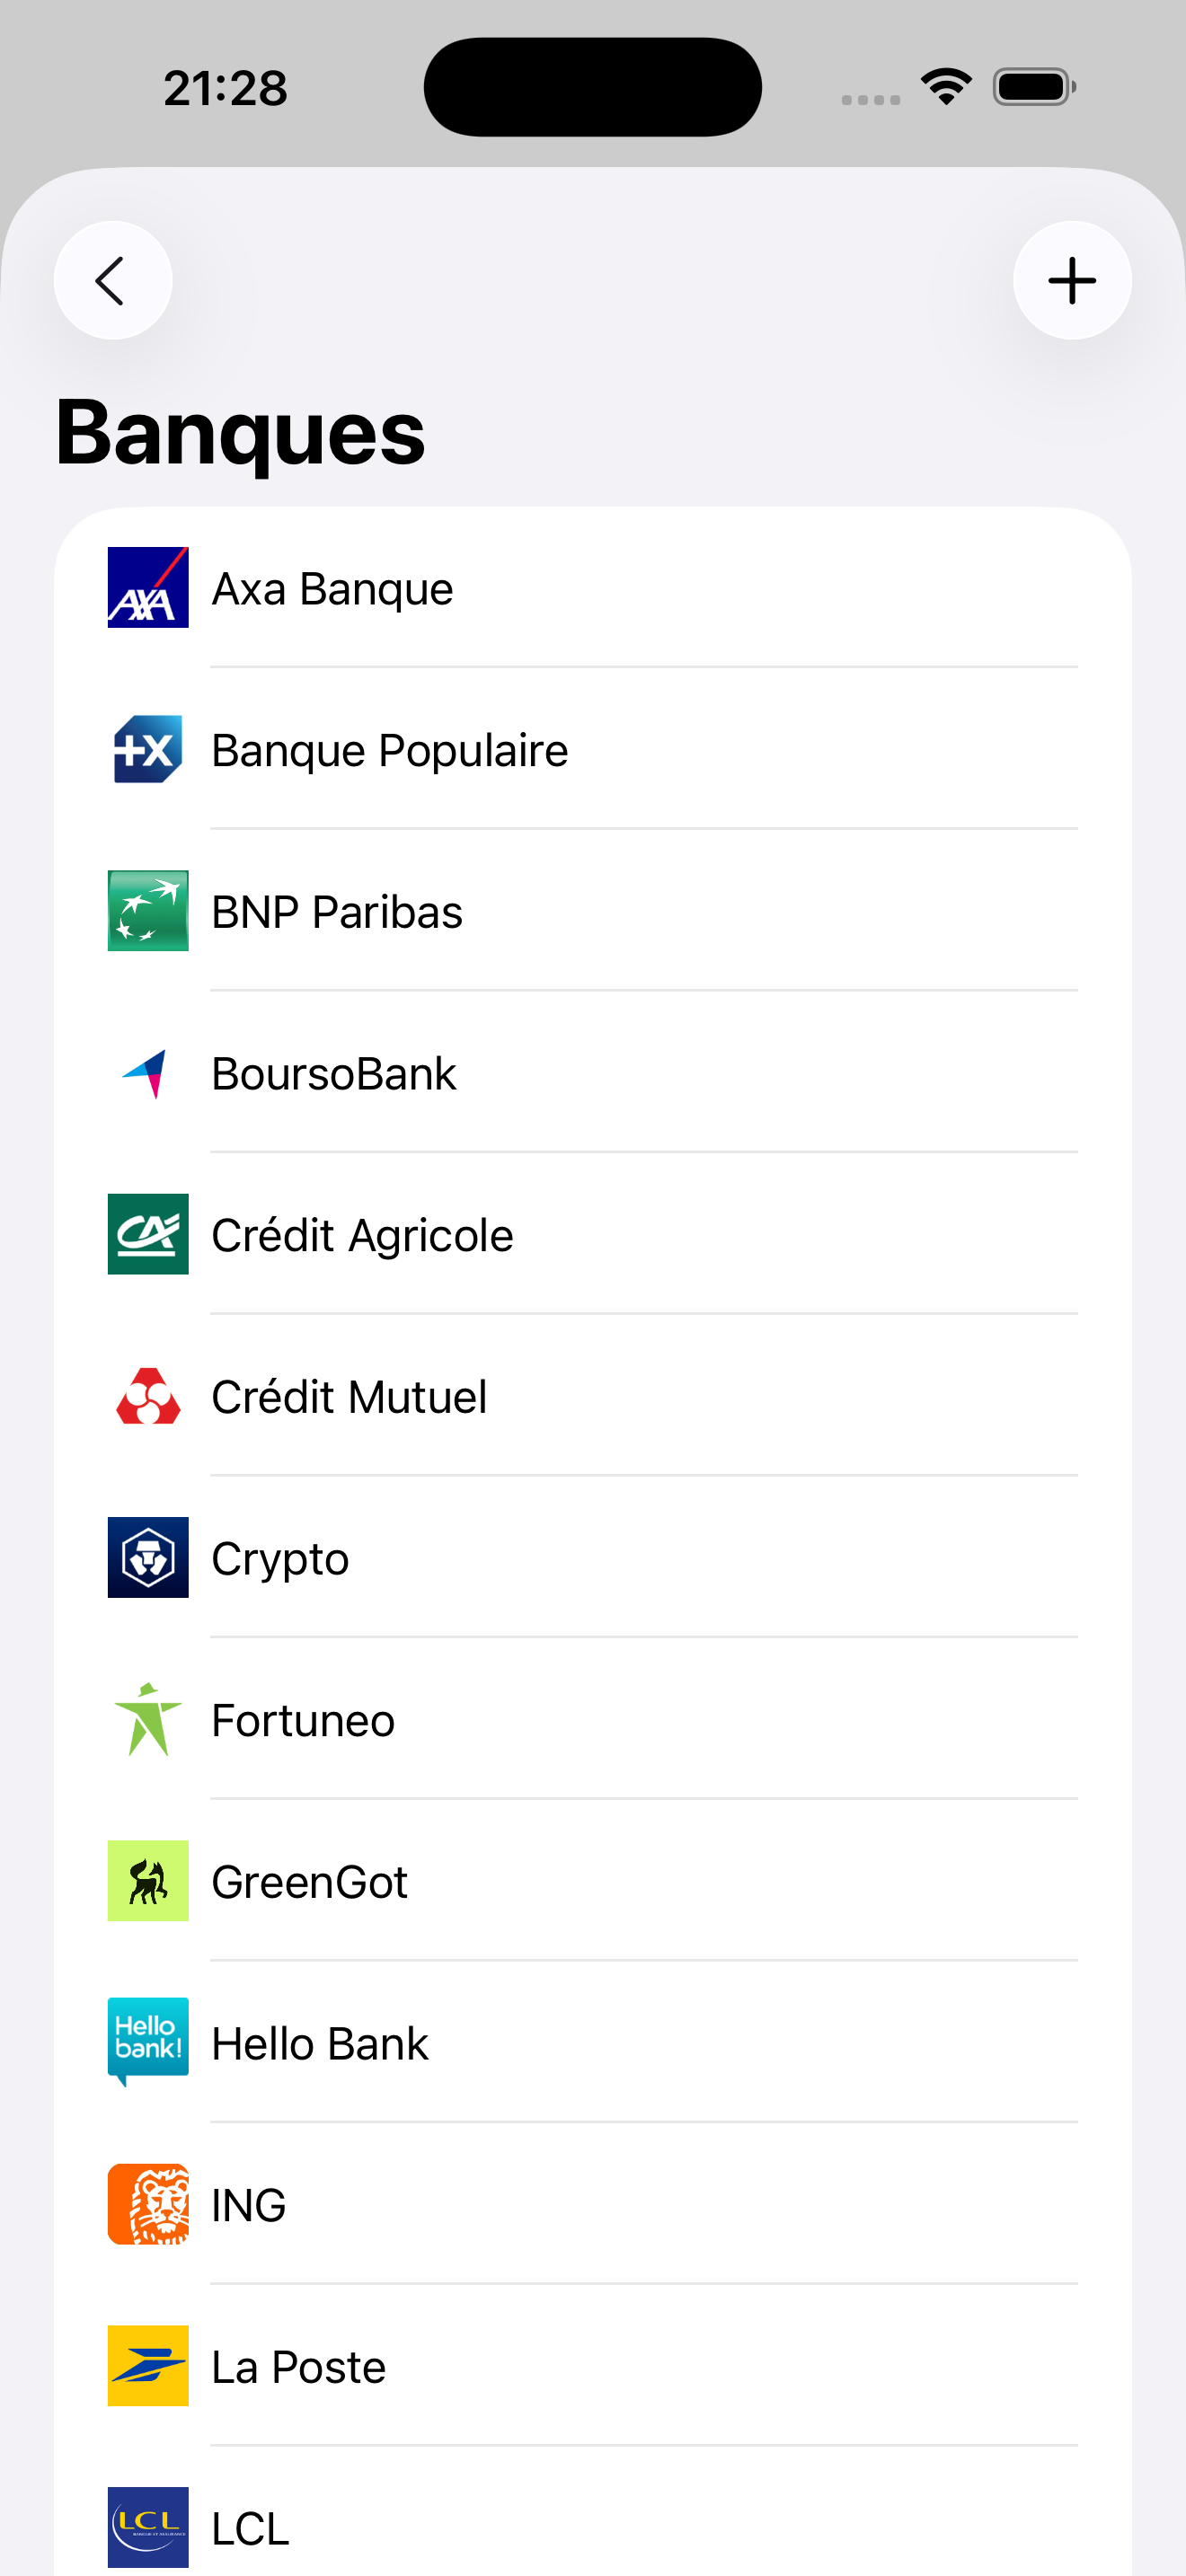 21:28
Banques
AXA
Axa Banque
+X
Banque Populaire
BNP Paribas
BoursoBank
CA
Crédit Agricole
Crédit Mutuel
Crypto
Fortuneo
GreenGot
Hello
bank!
Hello Bank
ING
La Poste
LCL
LCL